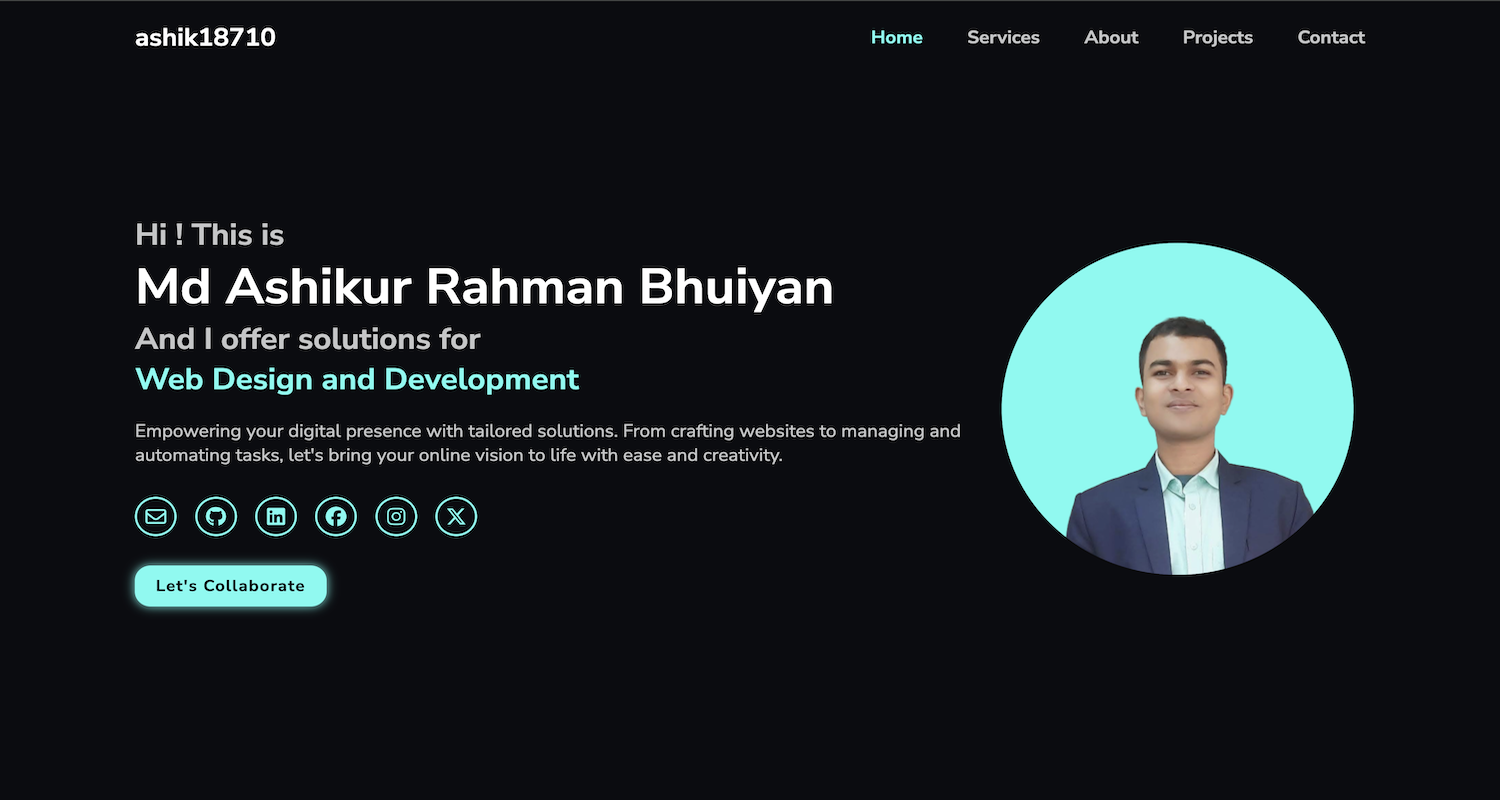 ashik18710
Home Services About Projects Contact
Hi ! This is
Md Ashikur Rahman Bhuiyan
And I offer solutions for
Web Design and Development
Empowering your digital presence with tailored solutions. From crafting websites to managing and
automating tasks, let's bring your online vision to life with ease and creativity.
Let's Collaborate